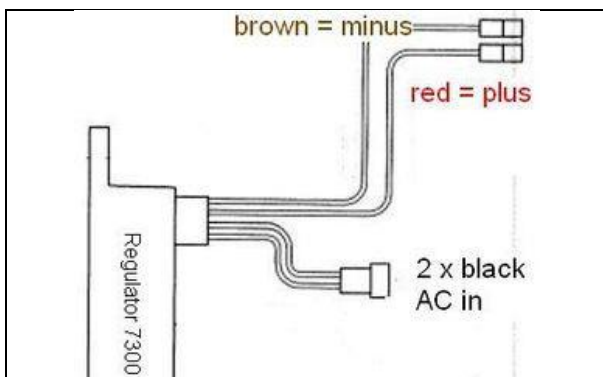 brown = minus
red = plus
2 x black
AC in
Regulator 7300